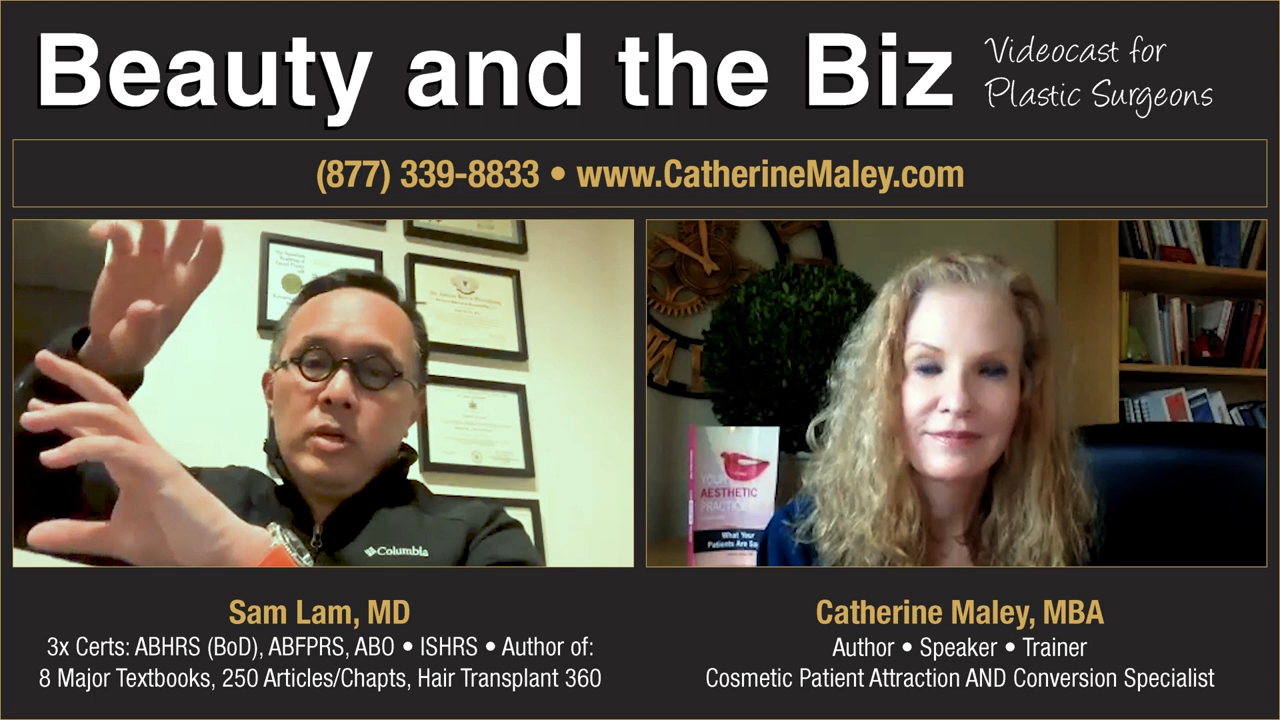 Beauty and the Biz
Videocast for
Plastic Surgeons
(877) 339-8833 • www.CatherineMaley.com
Columbia
YOUR
AESTHETIC
PRACTICE
What Your
Patients Are
Sam Lam, MD
3x Certs: ABHRS (BoD), ABFPRS, ABO • ISHRS • Author of:
8 Major Textbooks, 250 Articles/Chapts, Hair Transplant 360
Catherine Maley, MBA
Author • Speaker • Trainer
Cosmetic Patient Attraction AND Conversion Specialist